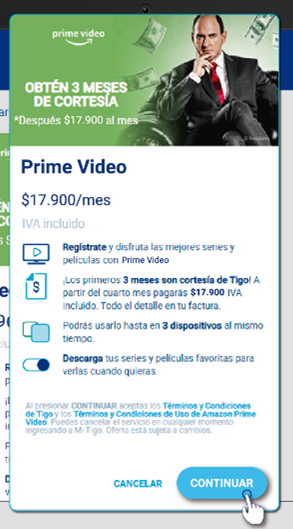 prime video
OBTÉN 3 MESES
DE CORTESÍA
*Después $17.900 al mes
Prime Video
$17.900/mes
IVA incluido
Regístrate y disfruta las mejores series y
películas con Prime Video
¡Los primeros 3 meses son cortesía de Tigo! A
partir del cuarto mes pagarás $17.900 IVA
incluido. Todo el detalle en tu factura.
Podrás usarlo hasta en 3 dispositivos al mismo
tiempo.
Descarga tus series y películas favoritas para
verlas cuando quieras.
Al presionar CONTINUAR aceptas los Términos y Condiciones
de Tigo y los Términos y Condiciones de Uso de Amazon Prime
Video. Puedes cancelar el servicio en cualquier momento
ingresando a Mi Tigo. Oferta está sujeta a cambios.
CANCELAR
CONTINUAR